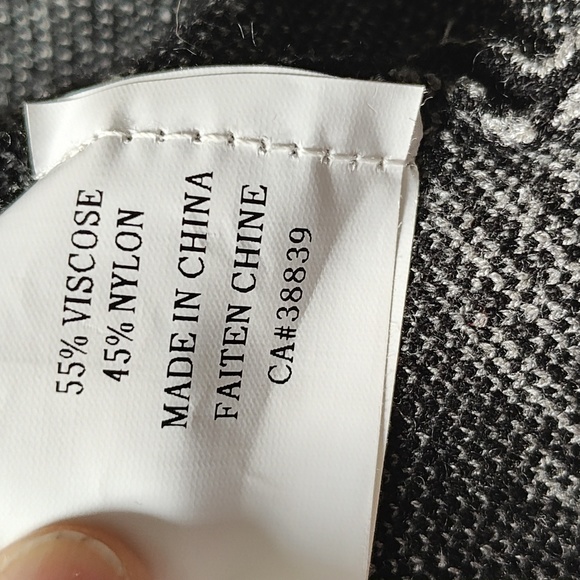 55% VISCOSE
45% NYLON
MADE IN CHINA
FAITEN CHINE
CA#38839